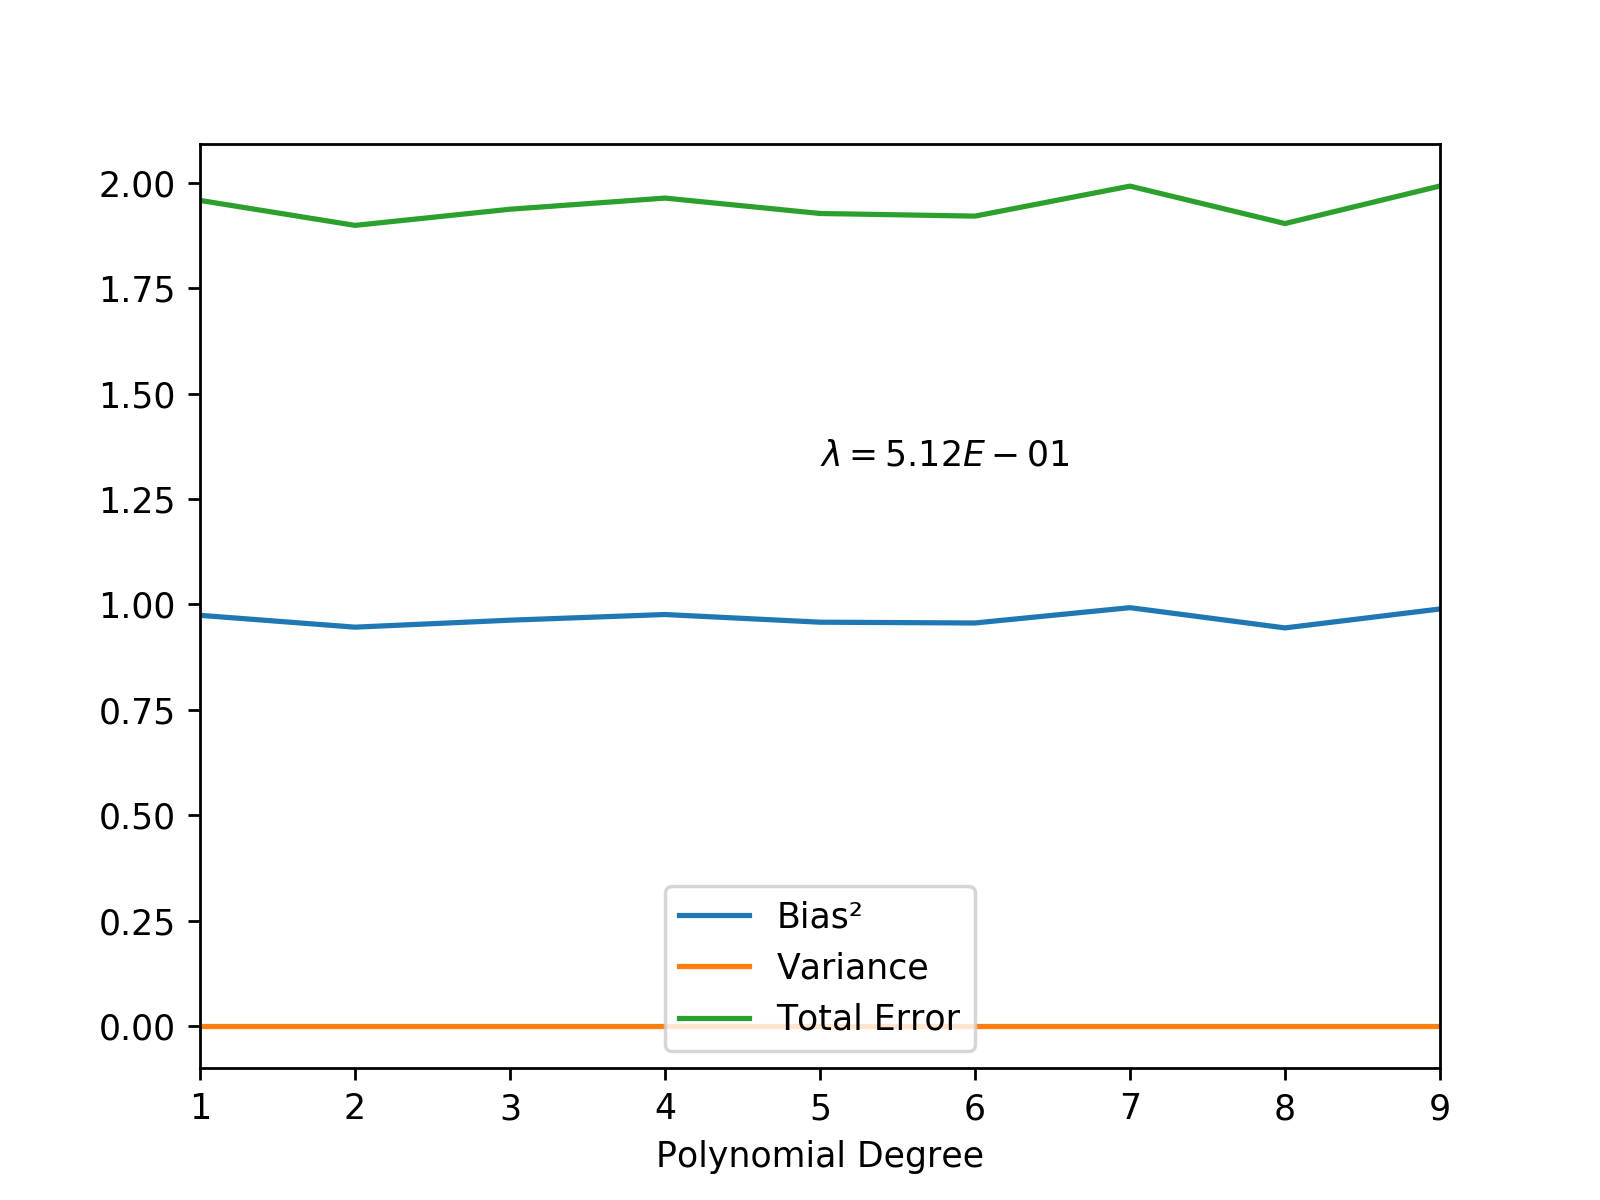 2.00
1.75
1.50
λ = 5.12E − 01
1.25
1.00
0.75
0.50
0.25
0.00
Bias²
Variance
Total Error
1 2 3 4 5 6 7 8 9
Polynomial Degree